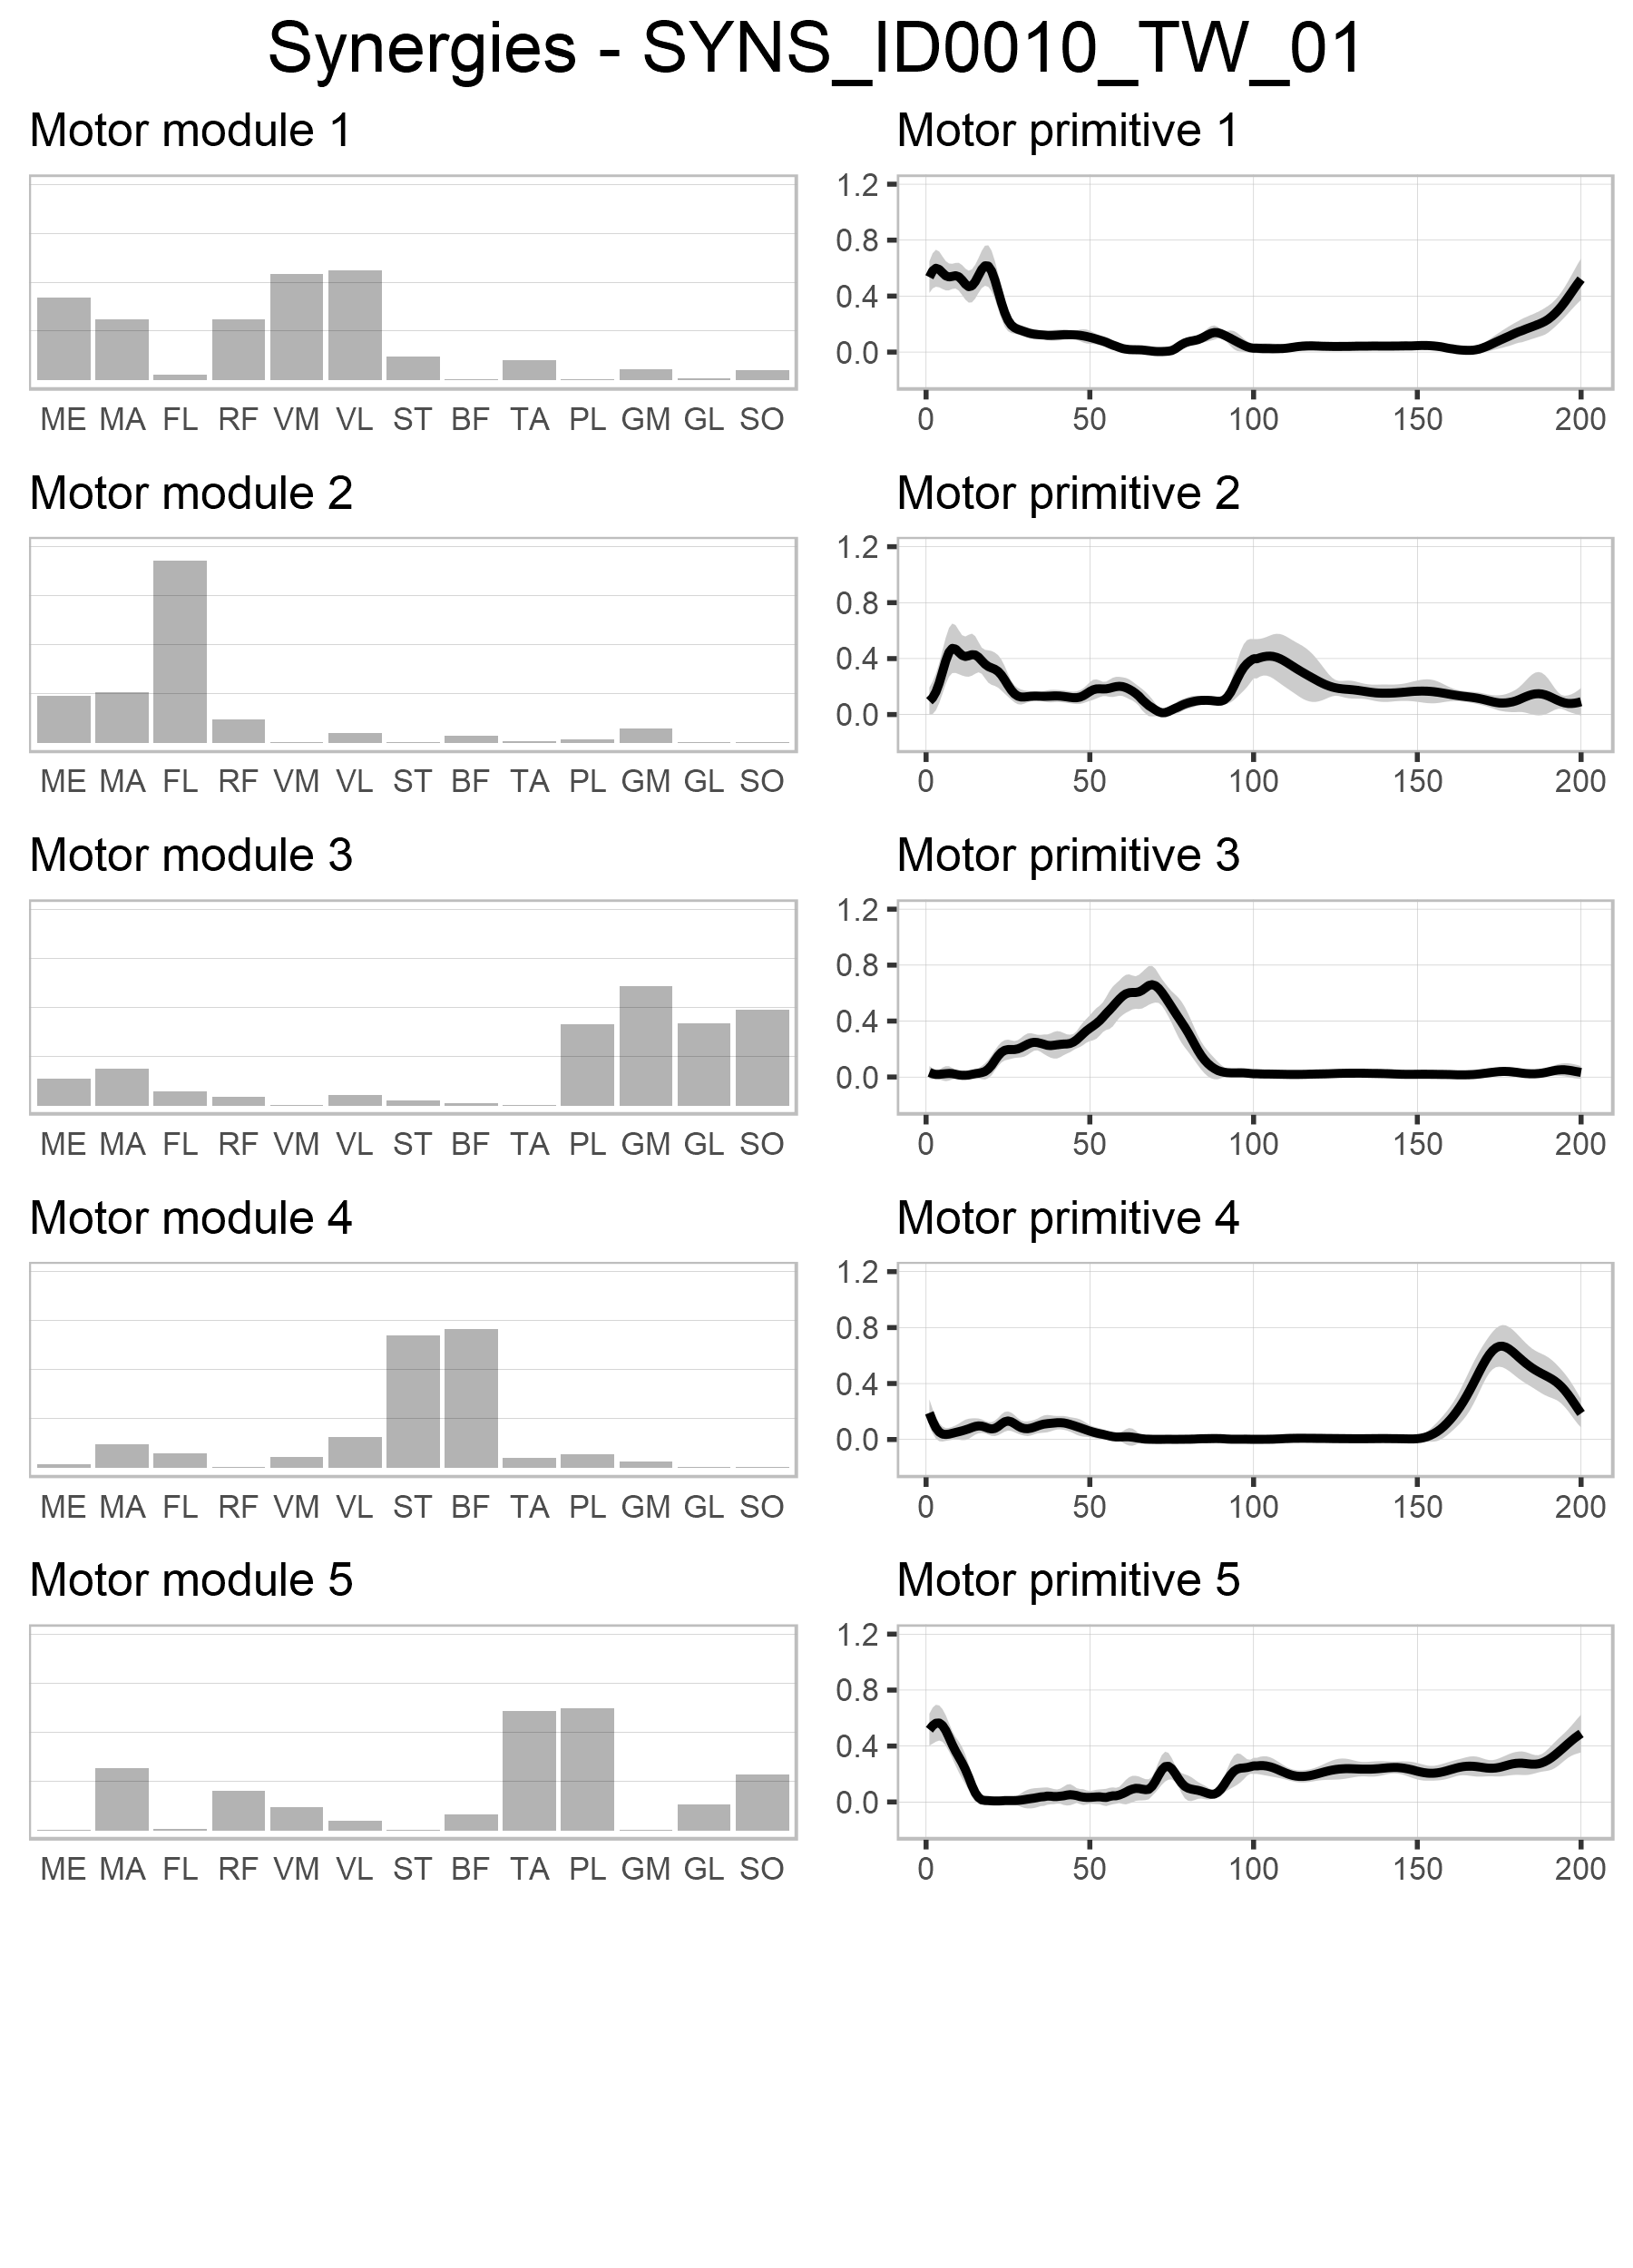 Synergies - SYNS_ID0010_TW_01
Motor module 1
Motor primitive 1
1.2
0.8
0.4
0.0
ME MA FL RF VM VL ST BF TA PL GM GL SO
0 50 100 150 200
Motor module 2
Motor primitive 2
1.2
0.8
0.4
0.0
ME MA FL RF VM VL ST BF TA PL GM GL SO
0 50 100 150 200
Motor module 3
Motor primitive 3
1.2
0.8
0.4
0.0
ME MA FL RF VM VL ST BF TA PL GM GL SO
0 50 100 150 200
Motor module 4
Motor primitive 4
1.2
0.8
0.4
0.0
ME MA FL RF VM VL ST BF TA PL GM GL SO
0 50 100 150 200
Motor module 5
Motor primitive 5
1.2
0.8
0.4
0.0
ME MA FL RF VM VL ST BF TA PL GM GL SO
0 50 100 150 200